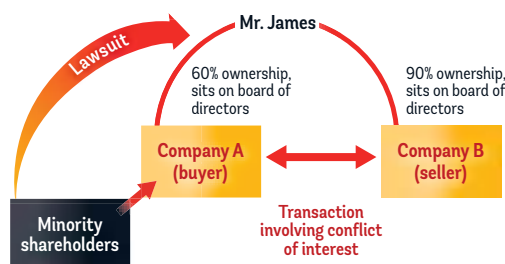 Mr. James
Lawsuit
60% ownership,
sits on board of
directors
90% ownership,
sits on board of
directors
Company A
(buyer)
Company B
(seller)
Transaction
involving conflict
of interest
Minority
shareholders